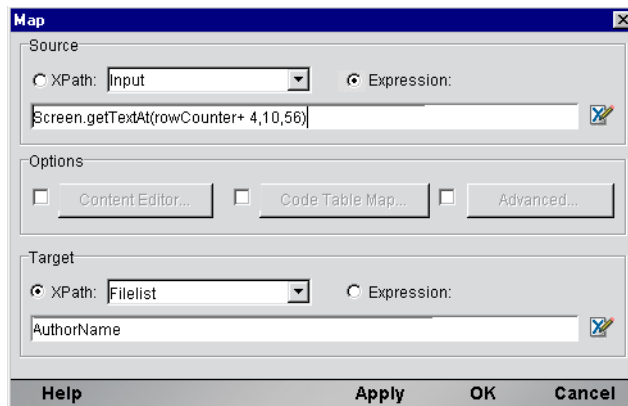 Map
Source
XPath: Input Expression:
Screen.getTextAt(rowCounter+ 4,10,56)
Options
Content Editor... Code Table Map... Advanced...
Target
XPath: Filelist Expression:
AuthorName
Help Apply OK Cancel